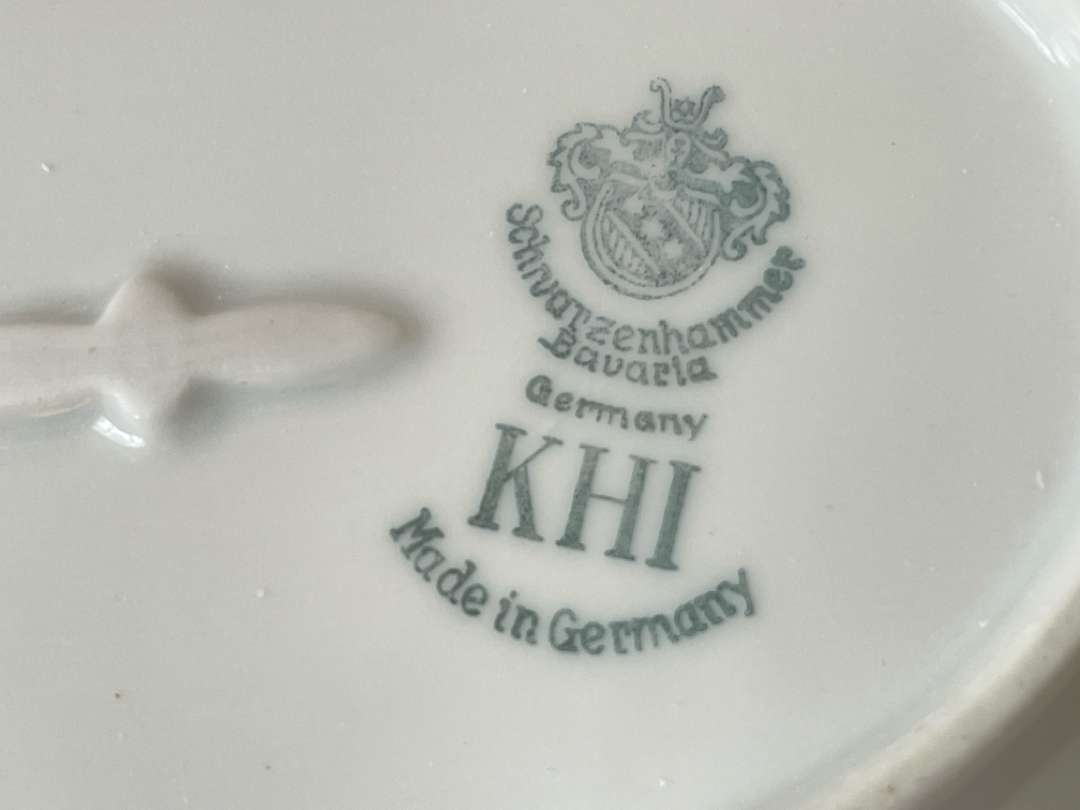 Schwarzenhammer
Bavaria
Germany
KHI
Made in Germany